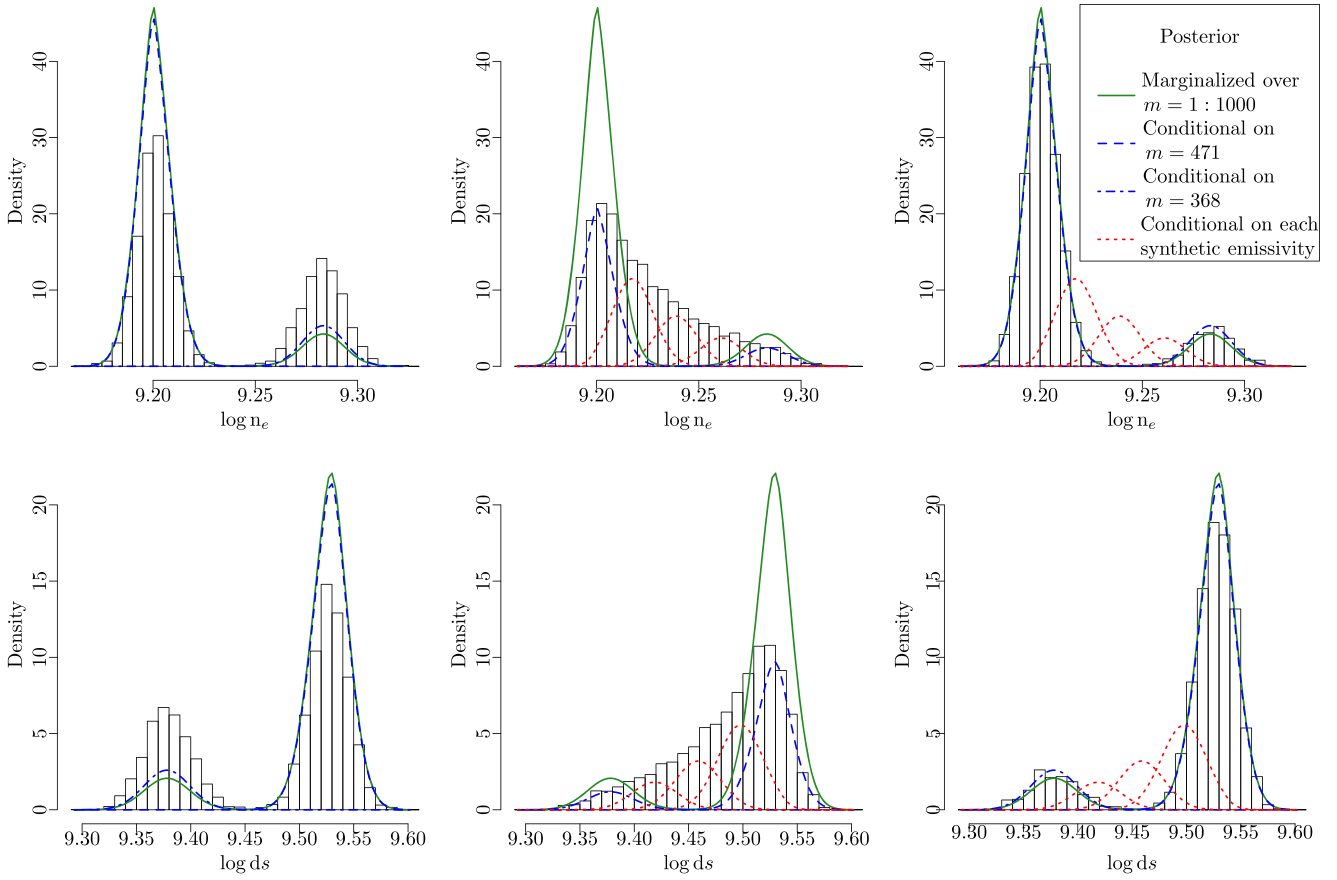 Density
0 10 20 30 40
9.20 9.25 9.30
log n_e
Density
0 10 20 30 40
9.20 9.25 9.30
log n_e
Density
0 10 20 30 40
9.20 9.25 9.30
log n_e
Posterior
Marginalized over
m = 1 : 1000
Conditional on
m = 471
Conditional on
m = 368
Conditional on each
synthetic emissivity
Density
0 5 10 15 20
9.30 9.35 9.40 9.45 9.50 9.55 9.60
log ds
Density
0 5 10 15 20
9.30 9.35 9.40 9.45 9.50 9.55 9.60
log ds
Density
0 5 10 15 20
9.30 9.35 9.40 9.45 9.50 9.55 9.60
log ds